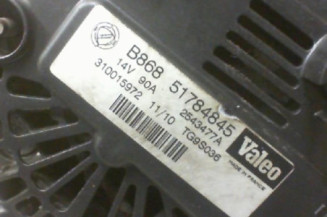 B868 51784845
14V 90A 2543477A
310015972 11/10 TG9S036
Valeo
MADE IN FRANCE